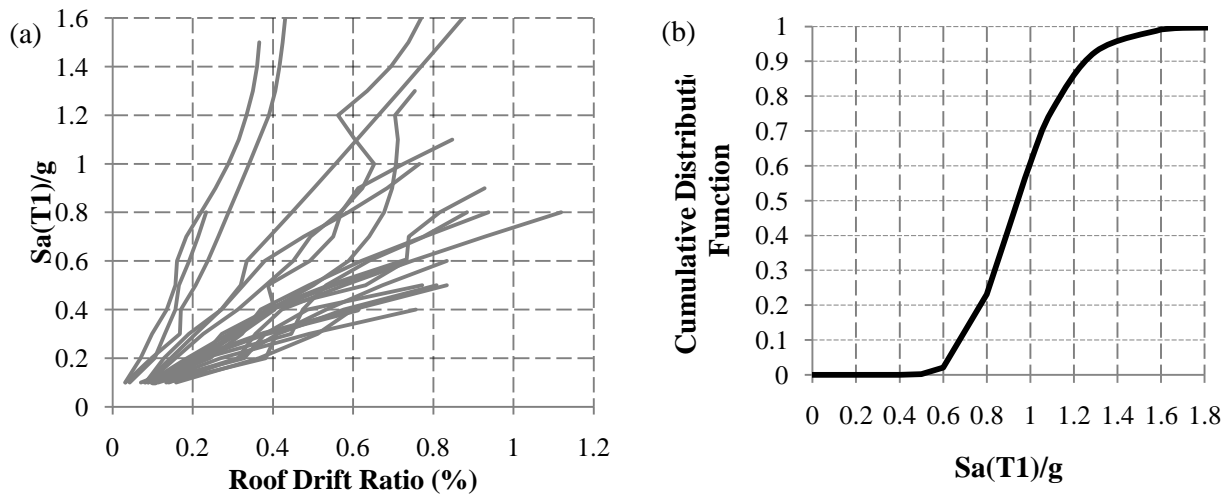 (a)
1.6
1.4
1.2
1
0.8
0.6
0.4
0.2
0
Sa(T1)/g
0 0.2 0.4 0.6 0.8 1 1.2
Roof Drift Ratio (%)
(b)
1
0.9
0.8
0.7
0.6
0.5
0.4
0.3
0.2
0.1
0
Cumulative Distributi
Function
0 0.2 0.4 0.6 0.8 1 1.2 1.4 1.6 1.8
Sa(T1)/g